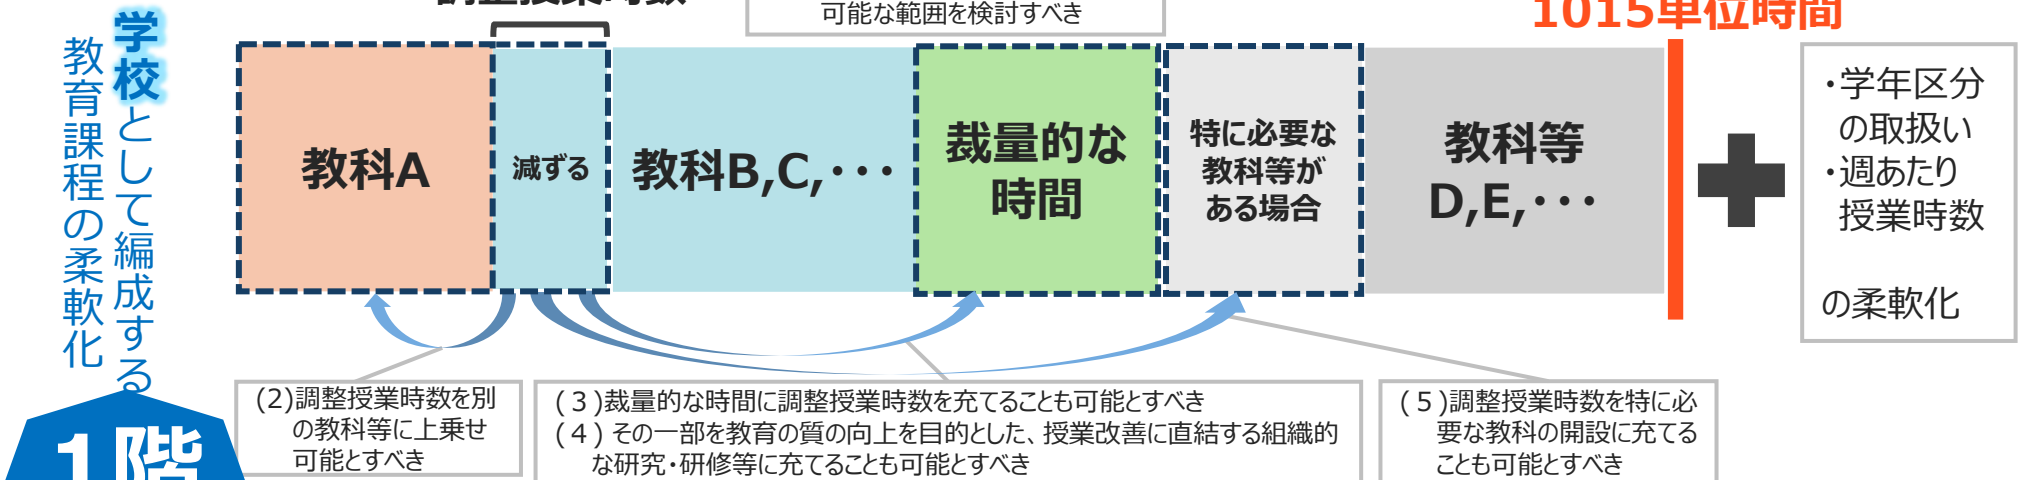 調整授業時数
可能な範囲を検討すべき
1015単位時間
学校として編成する
教育課程の柔軟化
教科A
減ずる
教科B,C,・・・
裁量的な
時間
特に必要な
教科等が
ある場合
教科等
D,E,・・・
・学年区分
の取扱い
・週あたり
授業時数
の柔軟化
(2)調整授業時数を別
の教科等に上乗せ
可能とすべき
(３)裁量的な時間に調整授業時数を充てることも可能とすべき
(４) その一部を教育の質の向上を目的とした、授業改善に直結する組織的
な研究・研修等に充てることも可能とすべき
(５)調整授業時数を特に必
要な教科の開設に充てる
ことも可能とすべき
1階